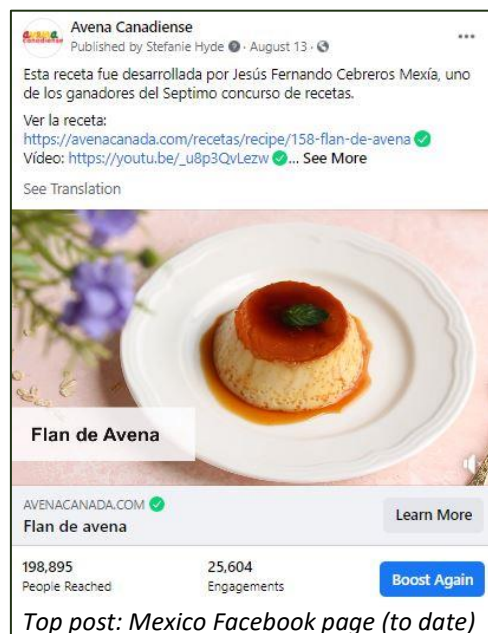 Avena Canadiense
Published by Stefanie Hyde · August 13 ·
Esta receta fue desarrollada por Jesús Fernando Cebreros Mexía, uno
de los ganadores del Septimo concurso de recetas.
Ver la receta:
https://avenacanada.com/recetas/recipe/158-flan-de-avena
Vídeo: https://youtu.be/_u8p3QvLezw ... See More
See Translation
Flan de Avena
AVENACANADA.COM
Flan de avena
Learn More
198,895
People Reached
25,604
Engagements
Boost Again
Top post: Mexico Facebook page (to date)